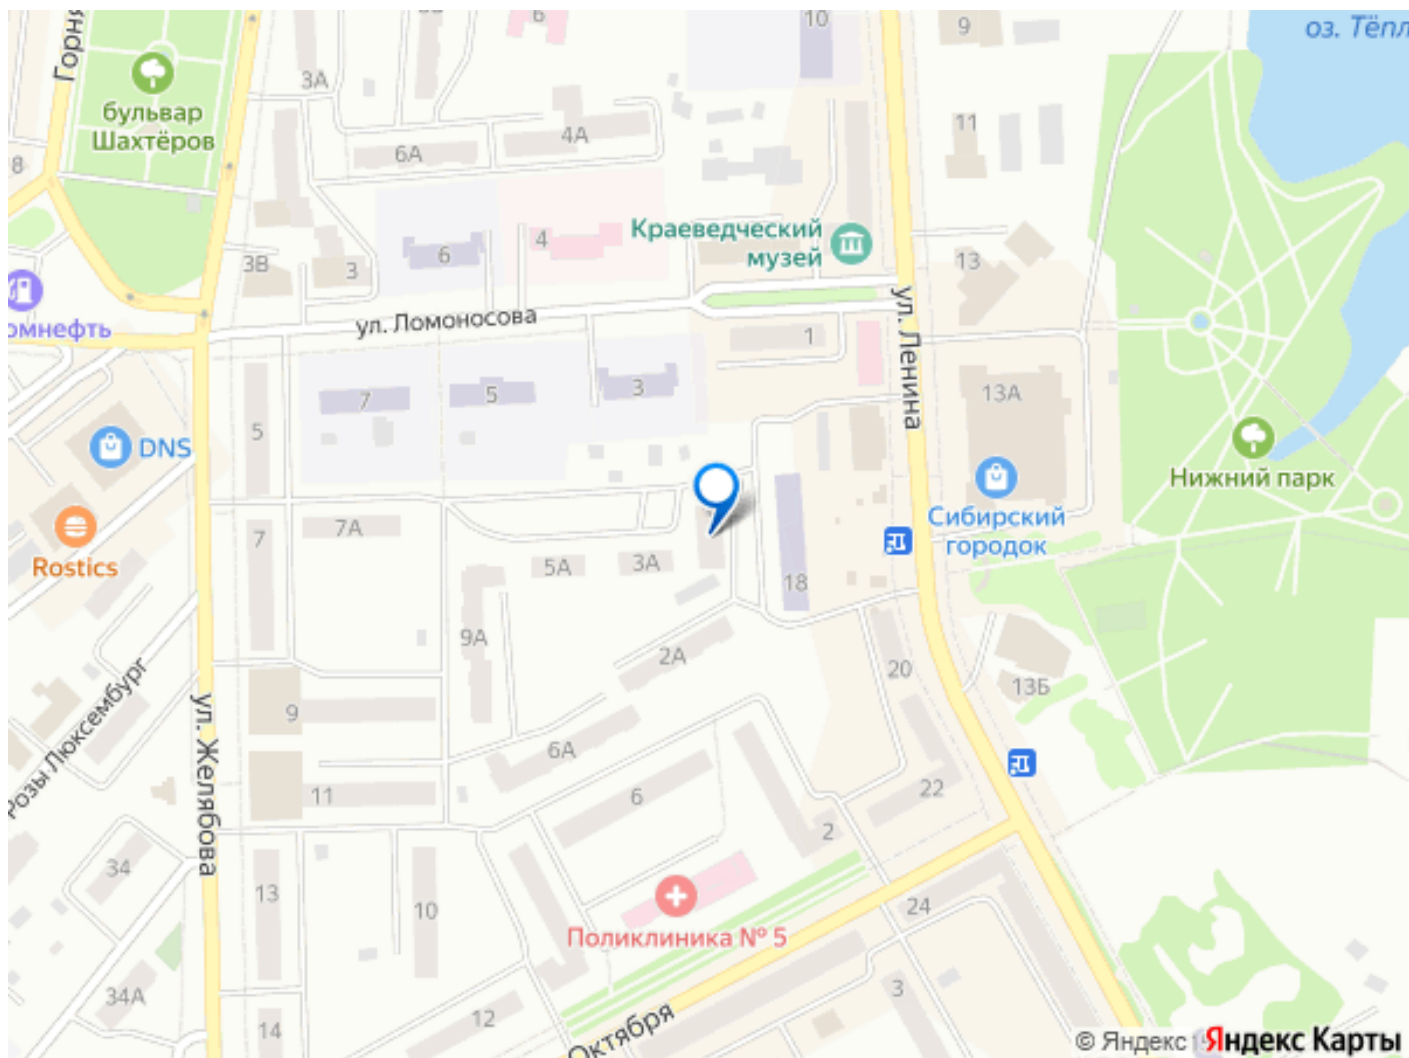 10
9
6
оз. Тёпл
Горня
3А
бульвар
Шахтёров
4А
6А
11
8
Краеведческий
музей
4
6
3В
3
13
ул. Ломоносова
ул. Ленина
омнефть
1
3
5
7
13А
5
DNS
Нижний парк
Сибирский
городок
7А
7
Rostics
5А
3А
18
9А
2А
20
13Б
Розы Люксембург
ул. Желябова
9
6А
11
6
22
2
34
13
10
Поликлиника № 5
24
34А
3
12
14
Октября
© Яндекс Яндекс Карты